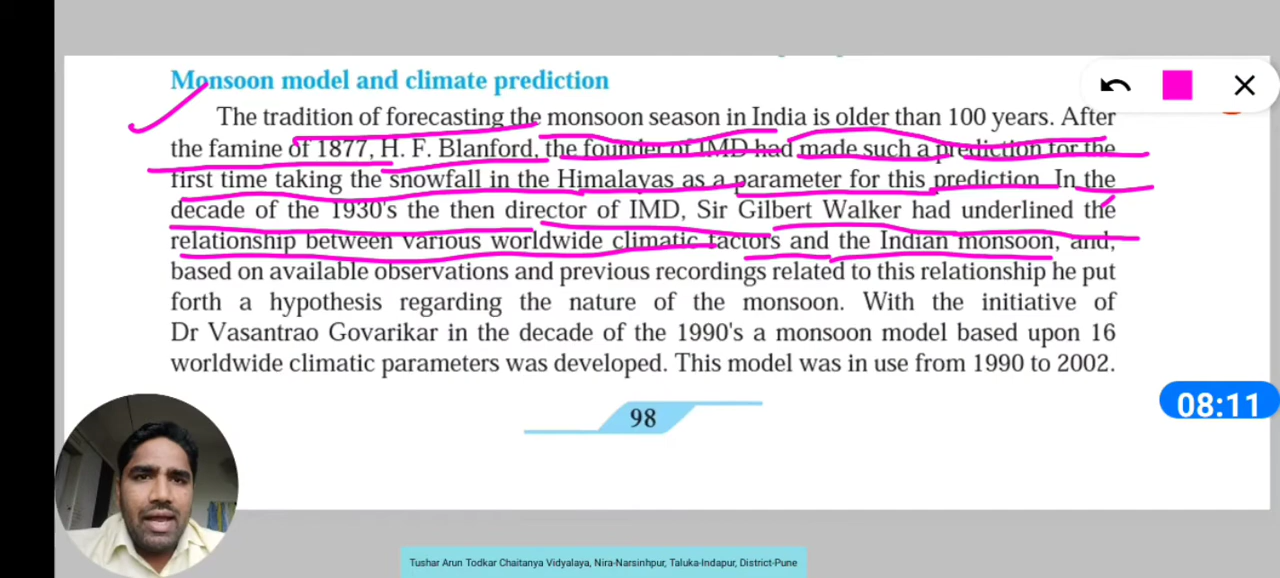 Monsoon model and climate prediction
The tradition of forecasting the monsoon season in India is older than 100 years. After
the famine of 1877, H. F. Blanford, the founder of IMD had made such a prediction for the
first time taking the snowfall in the Himalayas as a parameter for this prediction. In the
decade of the 1930's the then director of IMD, Sir Gilbert Walker had underlined the
relationship between various worldwide climatic factors and the Indian monsoon, and,
based on available observations and previous recordings related to this relationship he put
forth a hypothesis regarding the nature of the monsoon. With the initiative of
Dr Vasantrao Govarikar in the decade of the 1990's a monsoon model based upon 16
worldwide climatic parameters was developed. This model was in use from 1990 to 2002.
08:11
98
Tushar Arun Todkar Chaitanya Vidyalaya, Nira-Narsinhpur, Taluka-Indapur, District-Pune